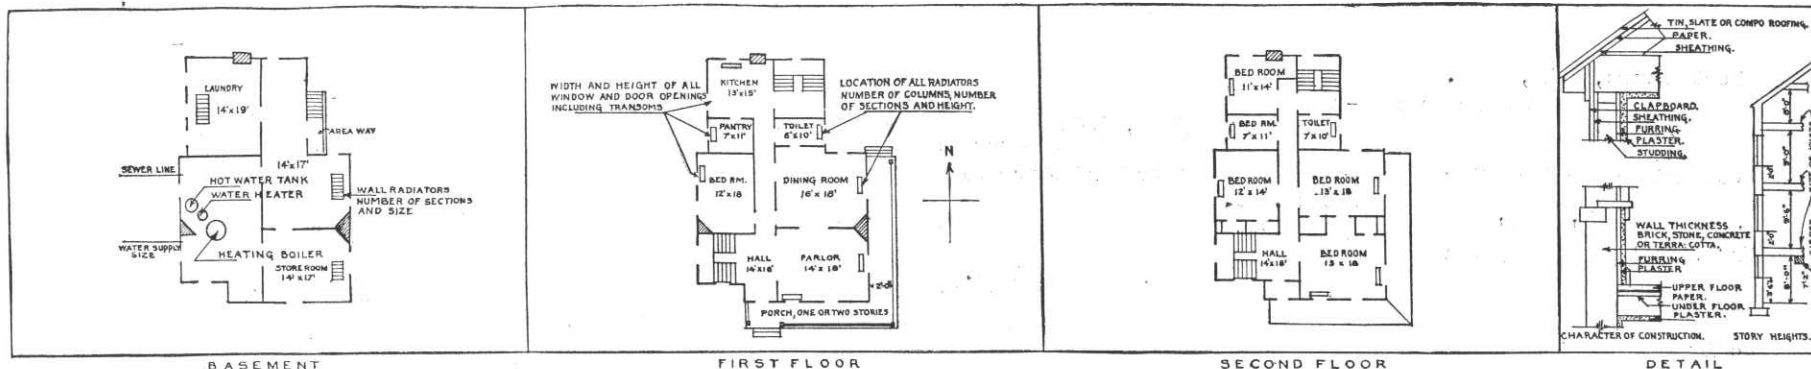 LAUNDRY
14'x19'
AREA WAY
14'x17'
SEWER LINE
HOT WATER TANK
WATER HEATER
WALL RADIATORS
NUMBER OF SECTIONS
AND SIZE
WATER SUPPLY
SIZE
HEATING BOILER
STORE ROOM
14'x17'
BASEMENT
WIDTH AND HEIGHT OF ALL
WINDOW AND DOOR OPENINGS
INCLUDING TRANSOMS
KITCHEN
13'x15'
LOCATION OF ALL RADIATORS
NUMBER OF COLUMNS, NUMBER
OF SECTIONS AND HEIGHT.
PANTRY
7'x11'
TOILET
8'x10'
N
BED RM.
12'x18
DINING ROOM
16'x18'
HALL
14'x18'
PARLOR
14'x18'
PORCH, ONE OR TWO STORIES
FIRST FLOOR
BED ROOM
11'x14'
BED RM.
7'x11'
TOILET
7'x10'
BED ROOM
12'x14'
BED ROOM
13'x18
HALL
14'x18'
BED ROOM
13 x 18
SECOND FLOOR
TIN, SLATE OR COMPO ROOFING.
PAPER.
SHEATHING.
CLAPBOARD.
SHEATHING.
FURRING.
PLASTER.
STUDDING.
WALL THICKNESS
BRICK, STONE, CONCRETE
OR TERRA-COTTA.
FURRING
PLASTER
UPPER FLOOR
PAPER.
UNDER FLOOR
PLASTER.
CHARACTER OF CONSTRUCTION.
STORY HEIGHTS.
DETAIL